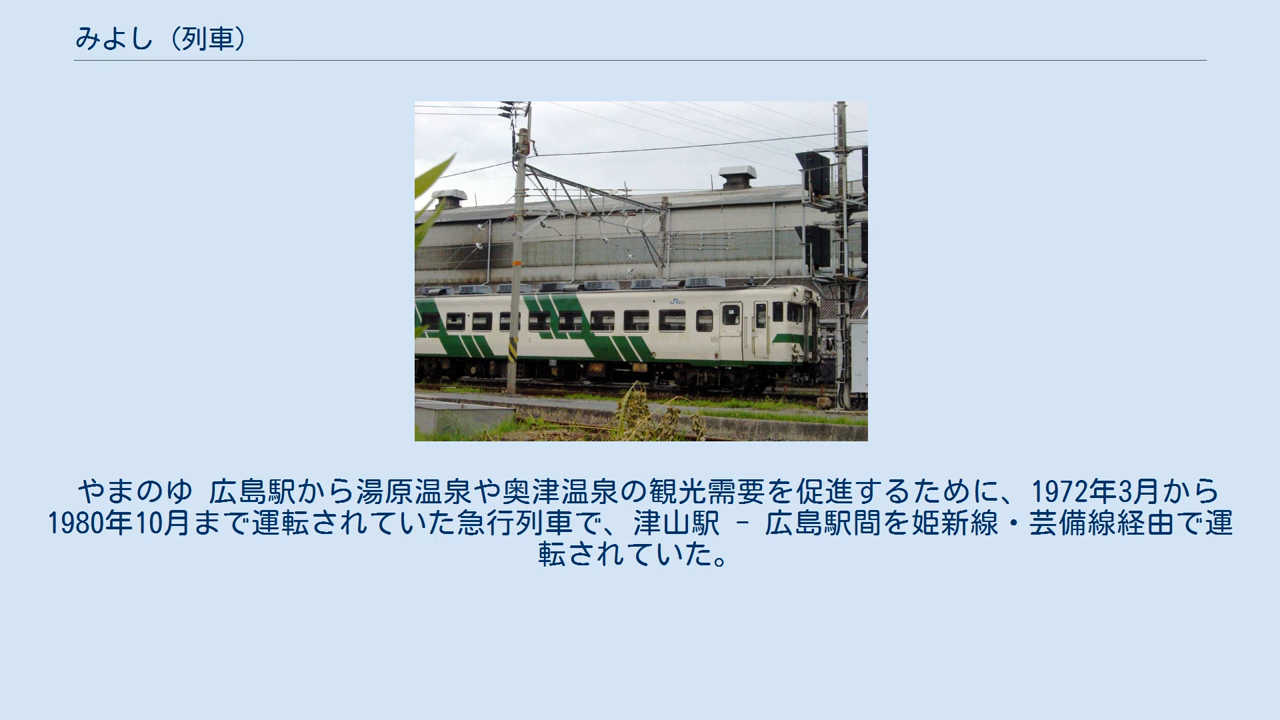 みよし（列車）
やまのゆ 広島駅から湯原温泉や奥津温泉の観光需要を促進するために、1972年3月から
1980年10月まで運転されていた急行列車で、津山駅 - 広島駅間を姫新線・芸備線経由で運
転されていた。